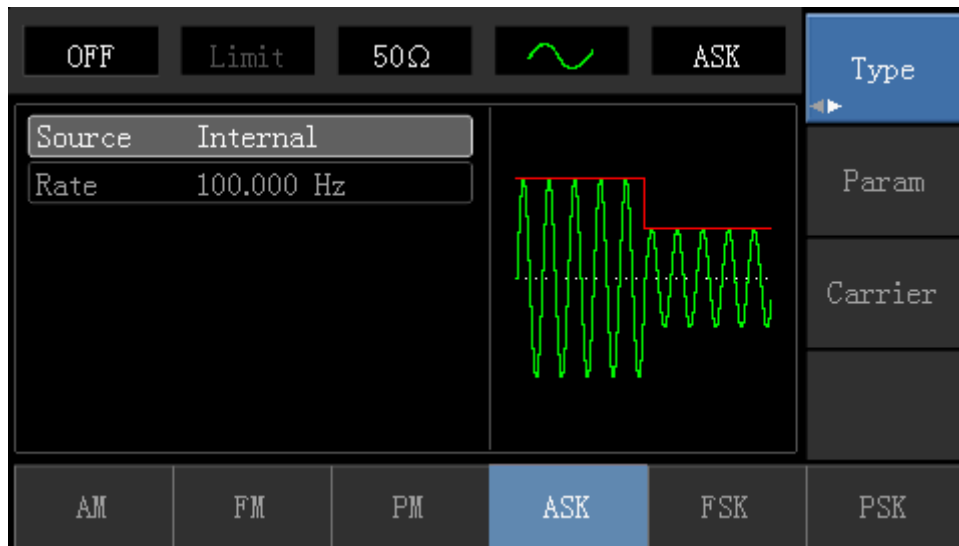 OFF Limit 50Ω ASK
Type
Source Internal
Rate 100.000 Hz
Param
Carrier
AM FM PM ASK FSK PSK